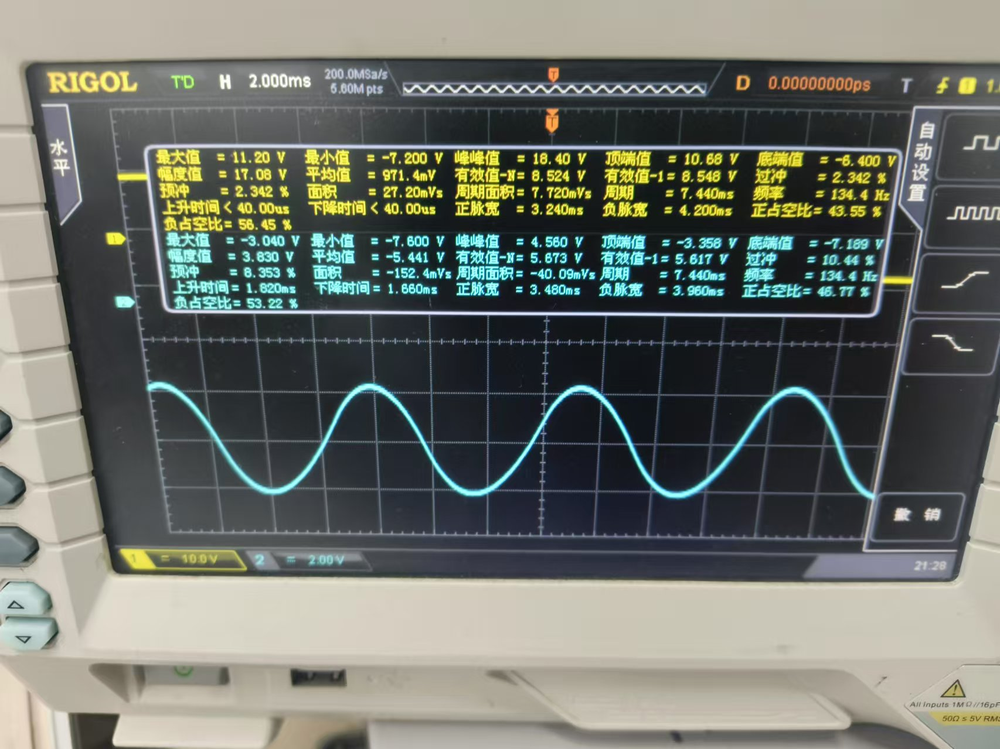 RIGOL T'D H 2.000ms 200.0MSa/s D 0.00000000ps T 1
5.60M pts
水平
自动设置
最大值 = 11.20 V 最小值 = -7.200 V 峰峰值 = 18.40 V 顶端值 = 10.68 V 底端值 = -6.400 V
幅度值 = 17.08 V 平均值 = 971.4mV 有效值-N= 8.524 V 有效值-1= 8.548 V 过冲 = 2.342 %
预冲 = 2.342 % 面积 = 27.20mVs 周期面积= 7.720mVs 周期 = 7.440ms 频率 = 134.4 Hz
上升时间< 40.00us 下降时间< 40.00us 正脉宽 = 3.240ms 负脉宽 = 4.200ms 正占空比= 43.55 %
负占空比= 56.45 %
最大值 = -3.040 V 最小值 = -7.600 V 峰峰值 = 4.560 V 顶端值 = -3.358 V 底端值 = -7.189 V
幅度值 = 3.830 V 平均值 = -5.441 V 有效值-N= 5.673 V 有效值-1= 5.617 V 过冲 = 10.44 %
预冲 = 8.353 % 面积 = -152.4mVs 周期面积= -40.09mVs 周期 = 7.440ms 频率 = 134.4 Hz
上升时间= 1.820ms 下降时间= 1.660ms 正脉宽 = 3.480ms 负脉宽 = 3.960ms 正占空比= 46.77 %
负占空比= 53.22 %
撤 销
1 = 10.0 V 2 2.00 V
21:28
All Inputs 1MΩ//16pF
50Ω ≤ 5V RMS